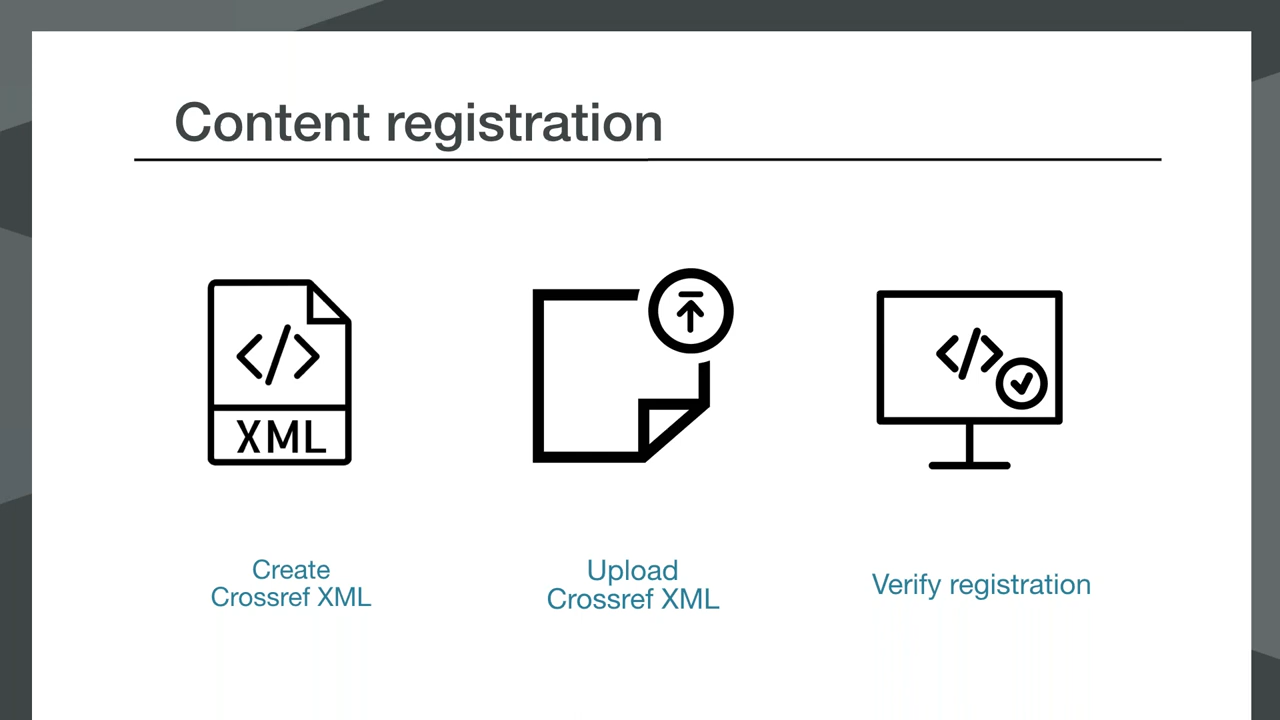 Content registration
</>
XML
</>
Create
Crossref XML
Upload
Crossref XML
Verify registration